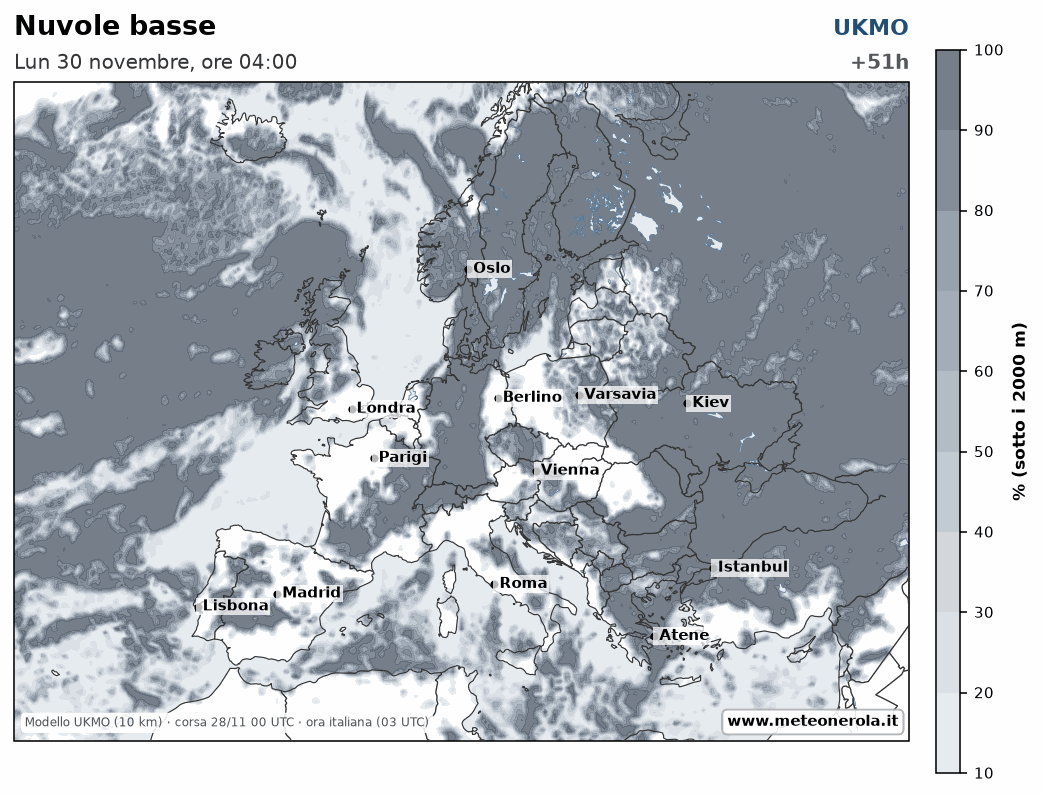 Nuvole basse
UKMO
Lun 30 novembre, ore 04:00
+51h
100
90
80
70
60
50
40
30
20
10
% (sotto i 2000 m)
Oslo
Berlino
Varsavia
Kiev
Londra
Parigi
Vienna
Istanbul
Roma
Madrid
Lisbona
Atene
Modello UKMO (10 km) · corsa 28/11 00 UTC · ora italiana (03 UTC)
www.meteonerola.it